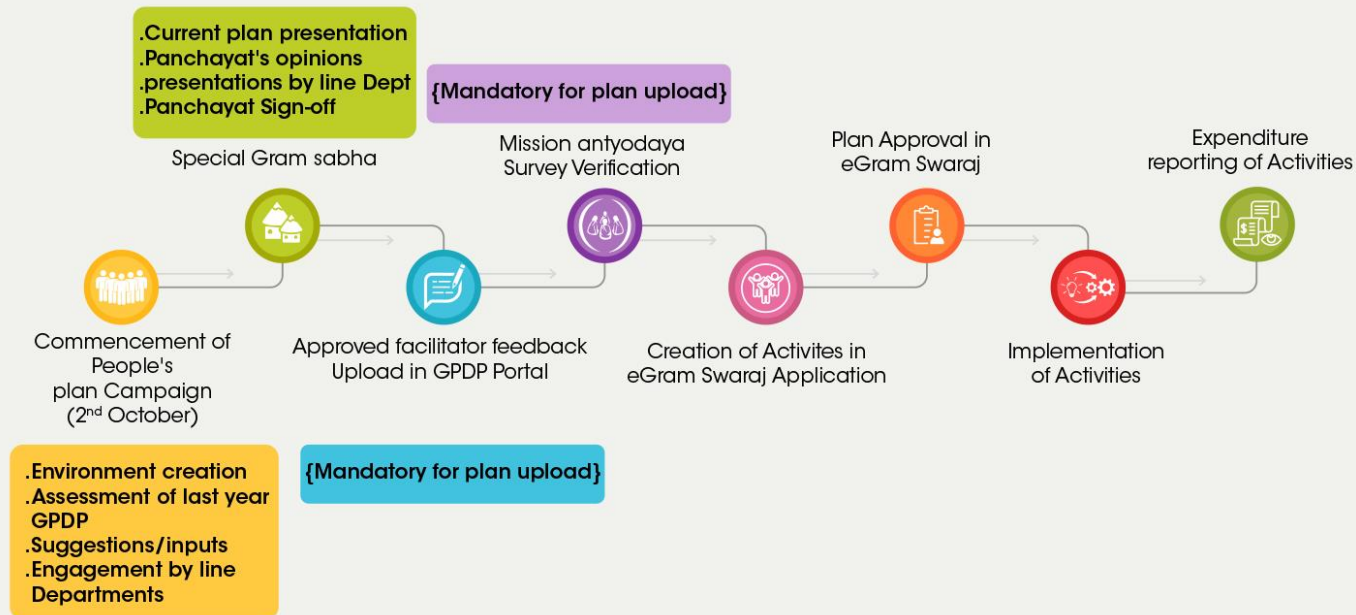 .Current plan presentation
.Panchayat's opinions
.presentations by line Dept
.Panchayat Sign-off
{Mandatory for plan upload}
Special Gram sabha
Mission antyodaya
Survey Verification
Plan Approval in
eGram Swaraj
Expenditure
reporting of Activities
$
Commencement of
People's
plan Campaign
(2nd October)
Approved facilitator feedback
Upload in GPDP Portal
Creation of Activites in
eGram Swaraj Application
Implementation
of Activities
.Environment creation
.Assessment of last year
GPDP
.Suggestions/inputs
.Engagement by line
Departments
{Mandatory for plan upload}